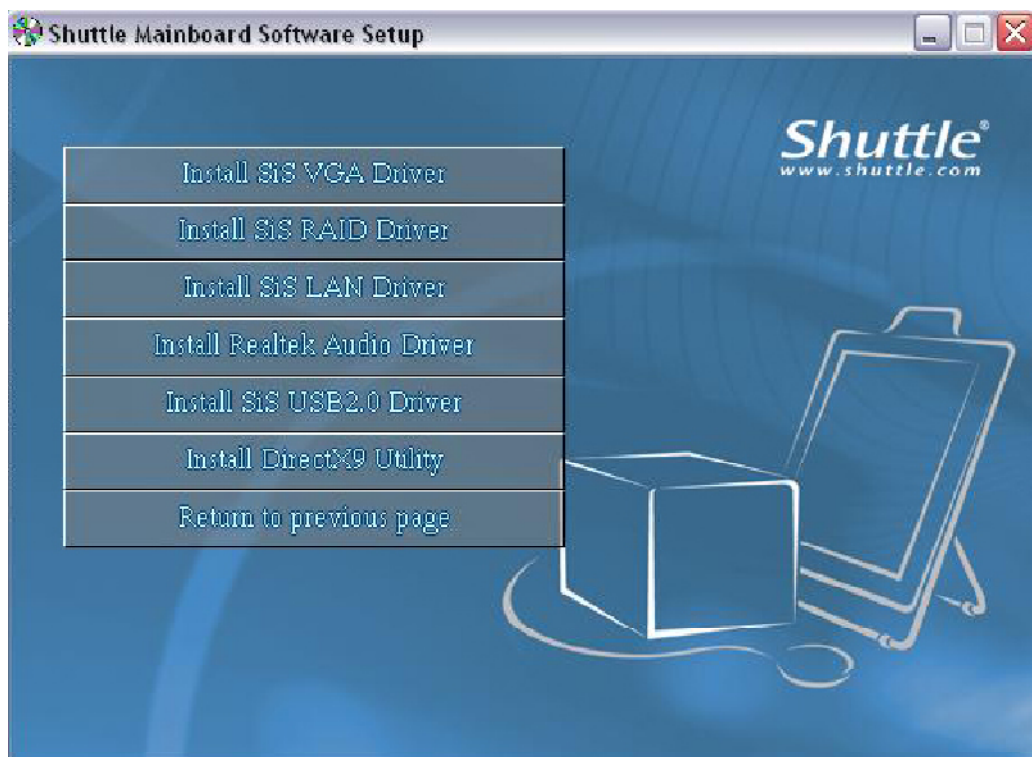 Shuttle Mainboard Software Setup
Shuttle®
www.shuttle.com
Install SiS VGA Driver
Install SiS RAID Driver
Install SiS LAN Driver
Install Realtek Audio Driver
Install SiS USB2.0 Driver
Install DirectX9 Utility
Return to previous page